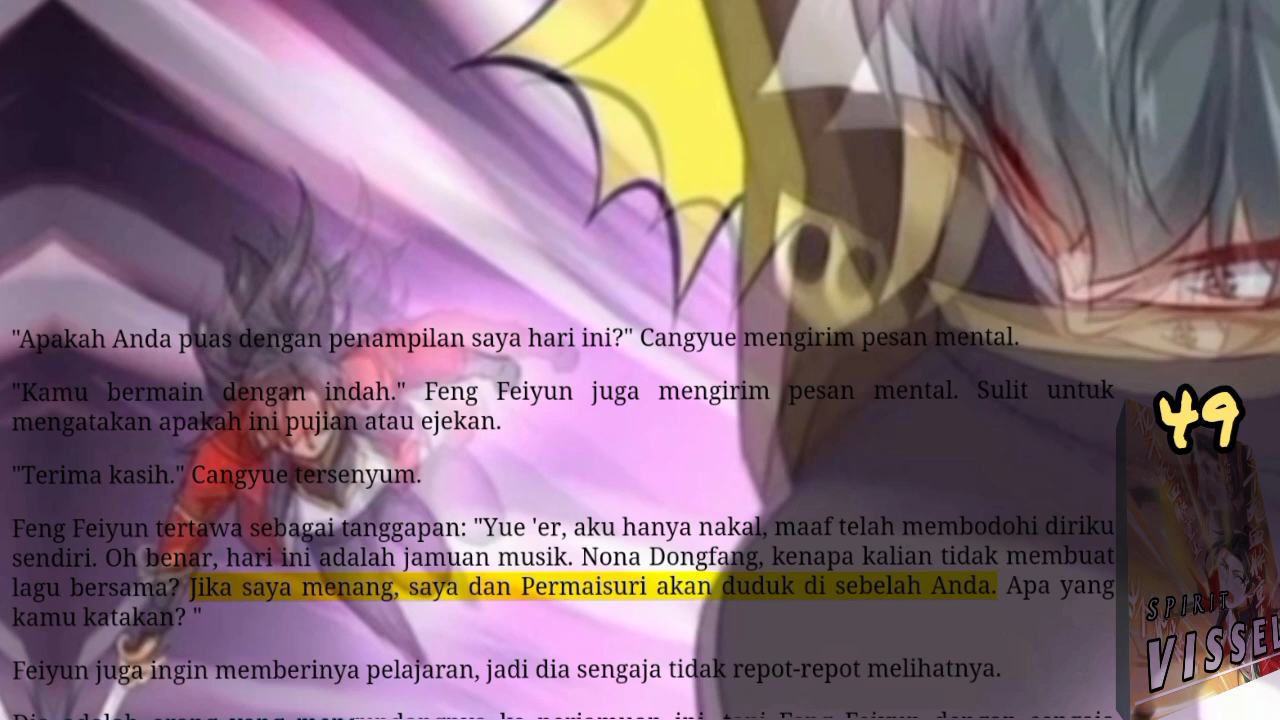 "Apakah Anda puas dengan penampilan saya hari ini?" Cangyue mengirim pesan mental.
"Kamu bermain dengan indah." Feng Feiyun juga mengirim pesan mental. Sulit untuk
mengatakan apakah ini pujian atau ejekan.
"Terima kasih." Cangyue tersenyum.
Feng Feiyun tertawa sebagai tanggapan: "Yue 'er, aku hanya nakal, maaf telah membodohi diriku
sendiri. Oh benar, hari ini adalah jamuan musik. Nona Dongfang, kenapa kalian tidak membuat
lagu bersama? Jika saya menang, saya dan Permaisuri akan duduk di sebelah Anda. Apa yang
kamu katakan? "
Feiyun juga ingin memberinya pelajaran, jadi dia sengaja tidak repot-repot melihatnya.
49
SPIRIT